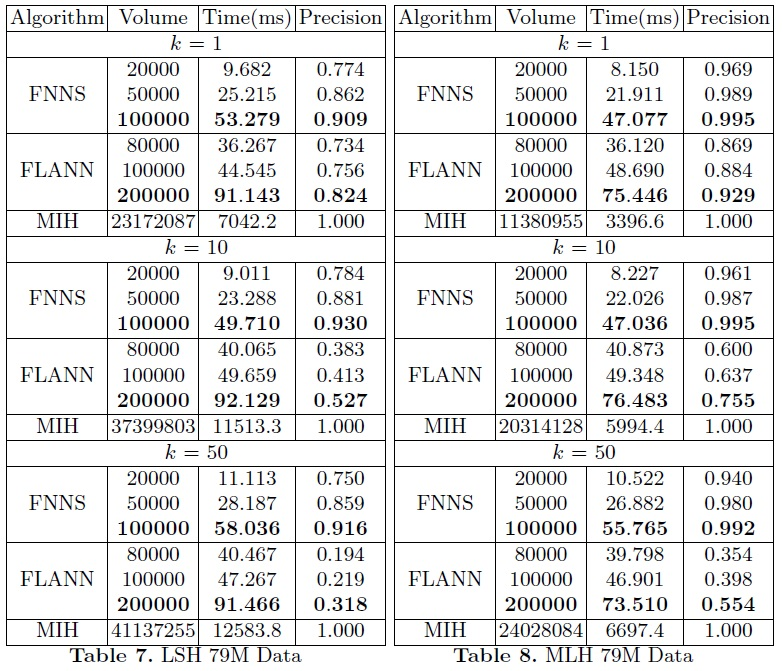 Algorithm Volume Time(ms) Precision
k = 1
FNNS
20000 9.682 0.774
50000 25.215 0.862
100000 53.279 0.909
FLANN
80000 36.267 0.734
100000 44.545 0.756
200000 91.143 0.824
MIH 23172087 7042.2 1.000
k = 10
FNNS
20000 9.011 0.784
50000 23.288 0.881
100000 49.710 0.930
FLANN
80000 40.065 0.383
100000 49.659 0.413
200000 92.129 0.527
MIH 37399803 11513.3 1.000
k = 50
FNNS
20000 11.113 0.750
50000 28.187 0.859
100000 58.036 0.916
FLANN
80000 40.467 0.194
100000 47.267 0.219
200000 91.466 0.318
MIH 41137255 12583.8 1.000
Table 7. LSH 79M Data
Algorithm Volume Time(ms) Precision
k = 1
FNNS
20000 8.150 0.969
50000 21.911 0.989
100000 47.077 0.995
FLANN
80000 36.120 0.869
100000 48.690 0.884
200000 75.446 0.929
MIH 11380955 3396.6 1.000
k = 10
FNNS
20000 8.227 0.961
50000 22.026 0.987
100000 47.036 0.995
FLANN
80000 40.873 0.600
100000 49.348 0.637
200000 76.483 0.755
MIH 20314128 5994.4 1.000
k = 50
FNNS
20000 10.522 0.940
50000 26.882 0.980
100000 55.765 0.992
FLANN
80000 39.798 0.354
100000 46.901 0.398
200000 73.510 0.554
MIH 24028084 6697.4 1.000
Table 8. MLH 79M Data